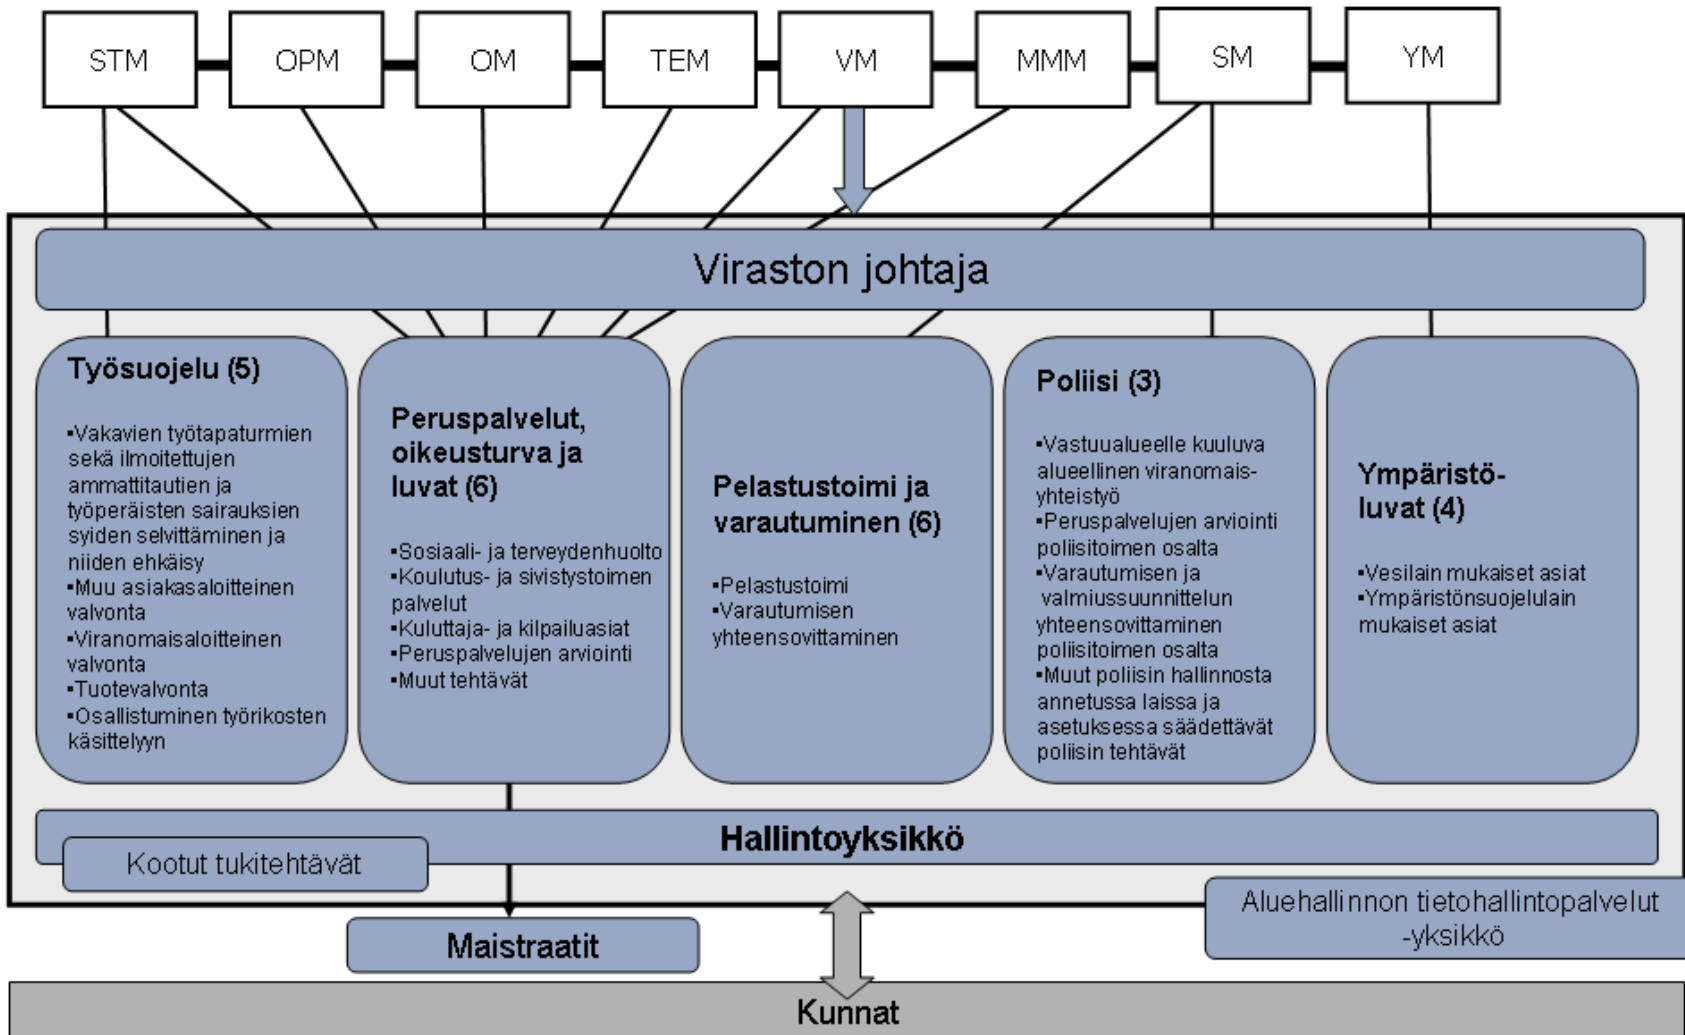 STM
OPM
OM
TEM
VM
MMM
SM
YM
Viraston johtaja
Työsuojelu (5)
▪Vakavien työtapaturmien
sekä ilmoitettujen
ammattitautien ja
työperäisten sairauksien
syiden selvittäminen ja
niiden ehkäisy
▪Muu asiakasaloitteinen
valvonta
▪Viranomaisaloitteinen
valvonta
▪Tuotevalvonta
▪Osallistuminen työrikosten
käsittelyyn
Peruspalvelut,
oikeusturva ja
luvat (6)
▪Sosiaali- ja terveydenhuolto
▪Koulutus- ja sivistystoimen
palvelut
▪Kuluttaja- ja kilpailuasiat
▪Peruspalvelujen arviointi
▪Muut tehtävät
Pelastustoimi ja
varautuminen (6)
▪Pelastustoimi
▪Varautumisen
yhteensovittaminen
Poliisi (3)
▪Vastuualueelle kuuluva
alueellinen viranomais-
yhteistyö
▪Peruspalvelujen arviointi
poliisitoimen osalta
▪Varautumisen ja
valmiussuunnittelun
yhteensovittaminen
poliisitoimen osalta
▪Muut poliisin hallinnosta
annetussa laissa ja
asetuksessa säädettävät
poliisin tehtävät
Ympäristö-
luvat (4)
▪Vesilain mukaiset asiat
▪Ympäristönsuojelulain
mukaiset asiat
Hallintoyksikkö
Kootut tukitehtävät
Aluehallinnon tietohallintopalvelut
-yksikkö
Maistraatit
Kunnat